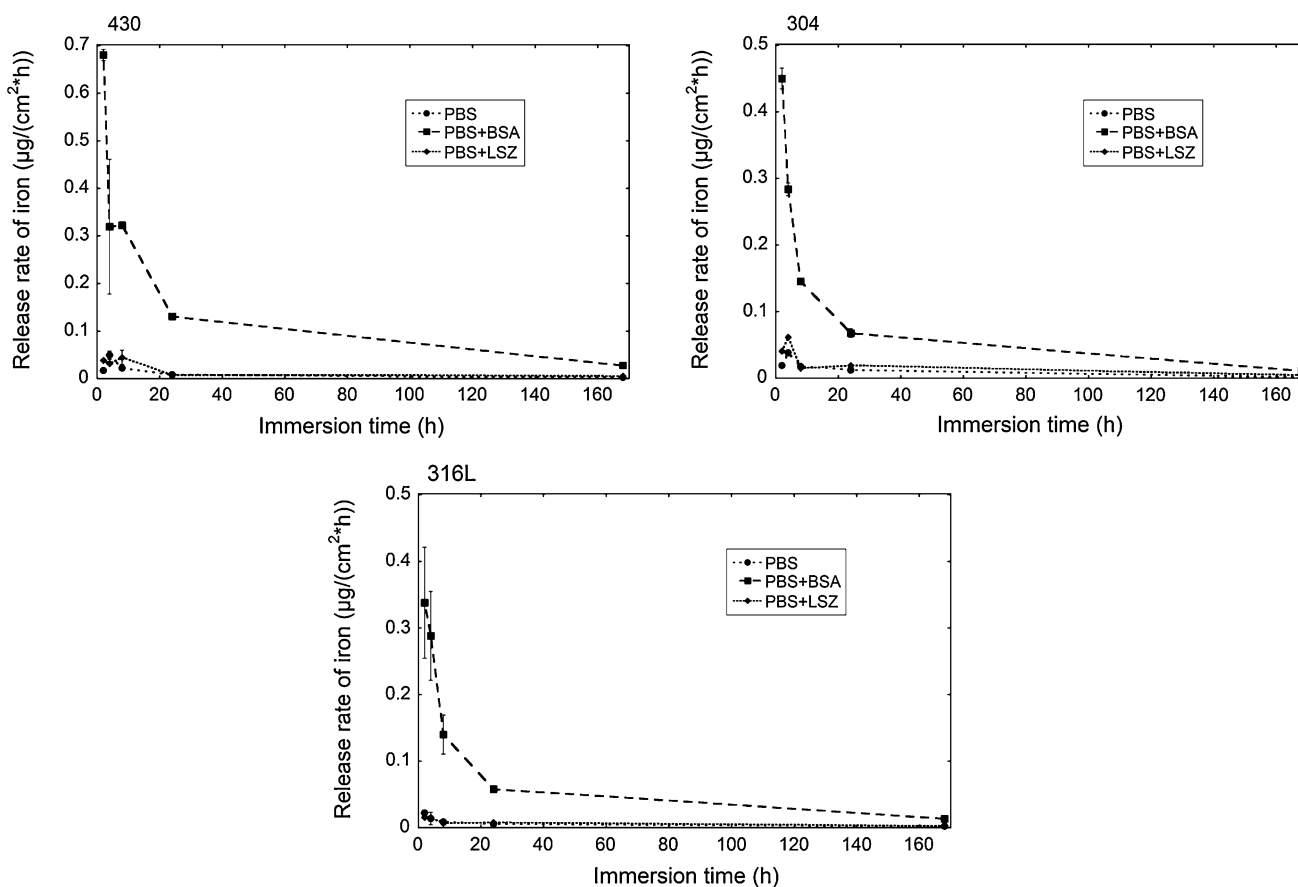 430
0.7
0.6
0.5
0.4
0.3
0.2
0.1
0
Release rate of iron (µg/(cm²*h))
PBS
PBS+BSA
PBS+LSZ
0 20 40 60 80 100 120 140 160
Immersion time (h)
304
0.5
0.4
0.3
0.2
0.1
0
Release rate of iron (µg/(cm²*h))
PBS
PBS+BSA
PBS+LSZ
0 20 40 60 80 100 120 140 160
Immersion time (h)
316L
0.5
0.4
0.3
0.2
0.1
0
Release rate of iron (µg/(cm²*h))
PBS
PBS+BSA
PBS+LSZ
0 20 40 60 80 100 120 140 160
Immersion time (h)